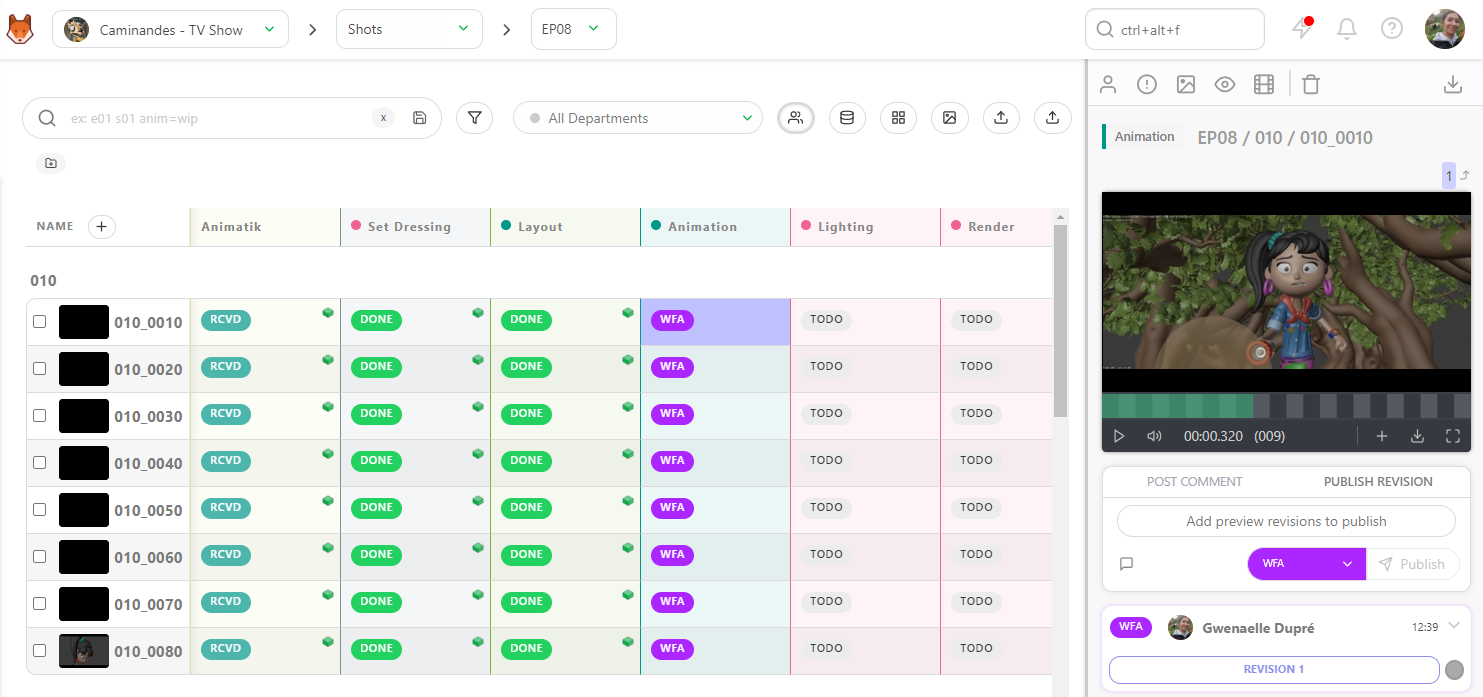 Caminandes - TV Show
Shots
EP08
ctrl+alt+f
ex: e01 s01 anim=wip
x
All Departments
NAME
+
Animatik
Set Dressing
Layout
Animation
Lighting
Render
010
010_0010 RCVD DONE DONE WFA TODO TODO
010_0020 RCVD DONE DONE WFA TODO TODO
010_0030 RCVD DONE DONE WFA TODO TODO
010_0040 RCVD DONE DONE WFA TODO TODO
010_0050 RCVD DONE DONE WFA TODO TODO
010_0060 RCVD DONE DONE WFA TODO TODO
010_0070 RCVD DONE DONE WFA TODO TODO
010_0080 RCVD DONE DONE WFA TODO TODO
Animation
EP08 / 010 / 010_0010
1
00:00.320 (009)
POST COMMENT
PUBLISH REVISION
Add preview revisions to publish
WFA
Publish
WFA
Gwenaelle Dupré
12:39
REVISION 1